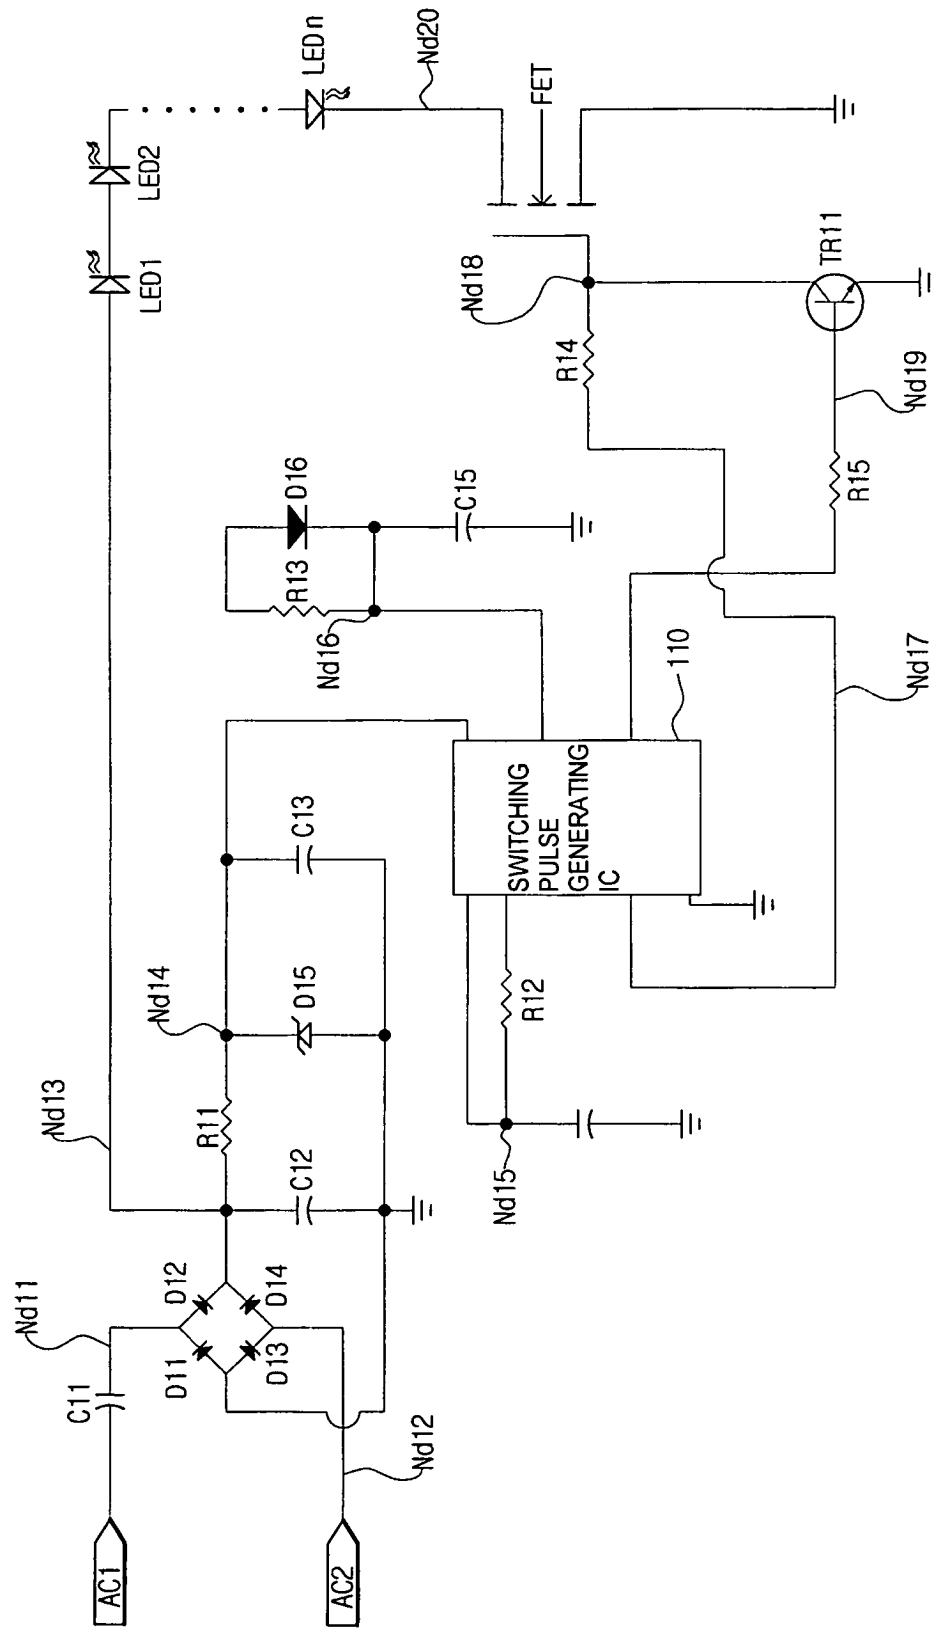 AC1
AC2
C11
Nd11
Nd12
D11
D12
D13
D14
Nd13
C12
R11
Nd14
D15
C13
LED1
LED2
LEDn
Nd20
FET
Nd15
R12
SWITCHING
PULSE
GENERATING
IC
110
Nd16
R13
D16
C15
Nd17
R14
Nd18
R15
Nd19
TR11